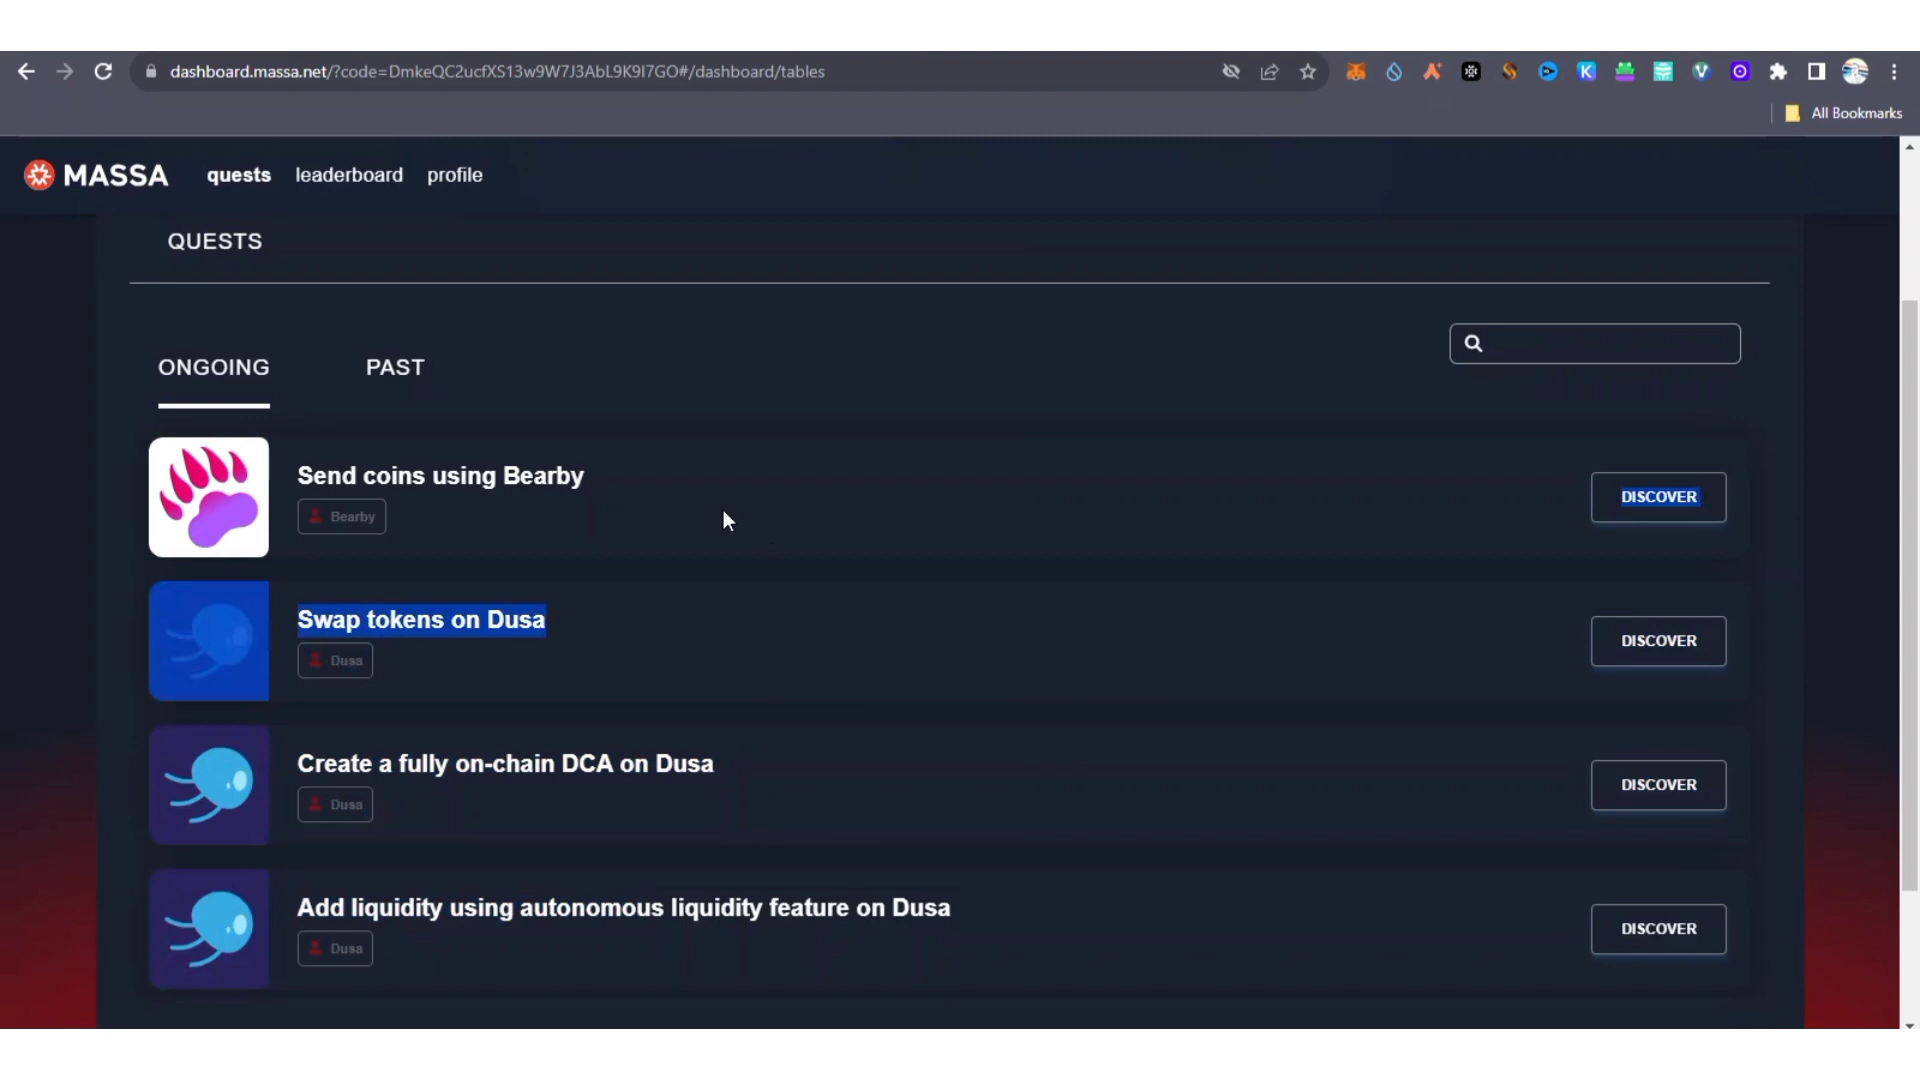 dashboard.massa.net/?code=DmkeQC2ucfXS13w9W7J3AbL9K9I7GO#/dashboard/tables
All Bookmarks
MASSA quests leaderboard profile
QUESTS
ONGOING PAST
Send coins using Bearby
Bearby
DISCOVER
Swap tokens on Dusa
Dusa
DISCOVER
Create a fully on-chain DCA on Dusa
Dusa
DISCOVER
Add liquidity using autonomous liquidity feature on Dusa
Dusa
DISCOVER